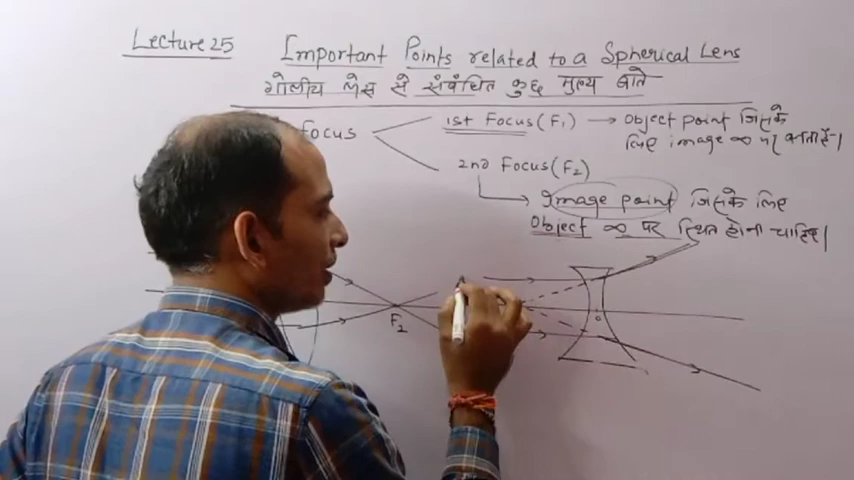 Lecture 25
Important Points related to a Spherical Lens
गोलीय लेंस से संबंधित कुछ मुख्य बातें
Focus
1st Focus (F₁) → Object point जिसके
लिए image ∞ पर बनता है।
2nd Focus (F₂)
Image point जिसके लिए
Object ∞ पर स्थित होना चाहिए।
F₂
O